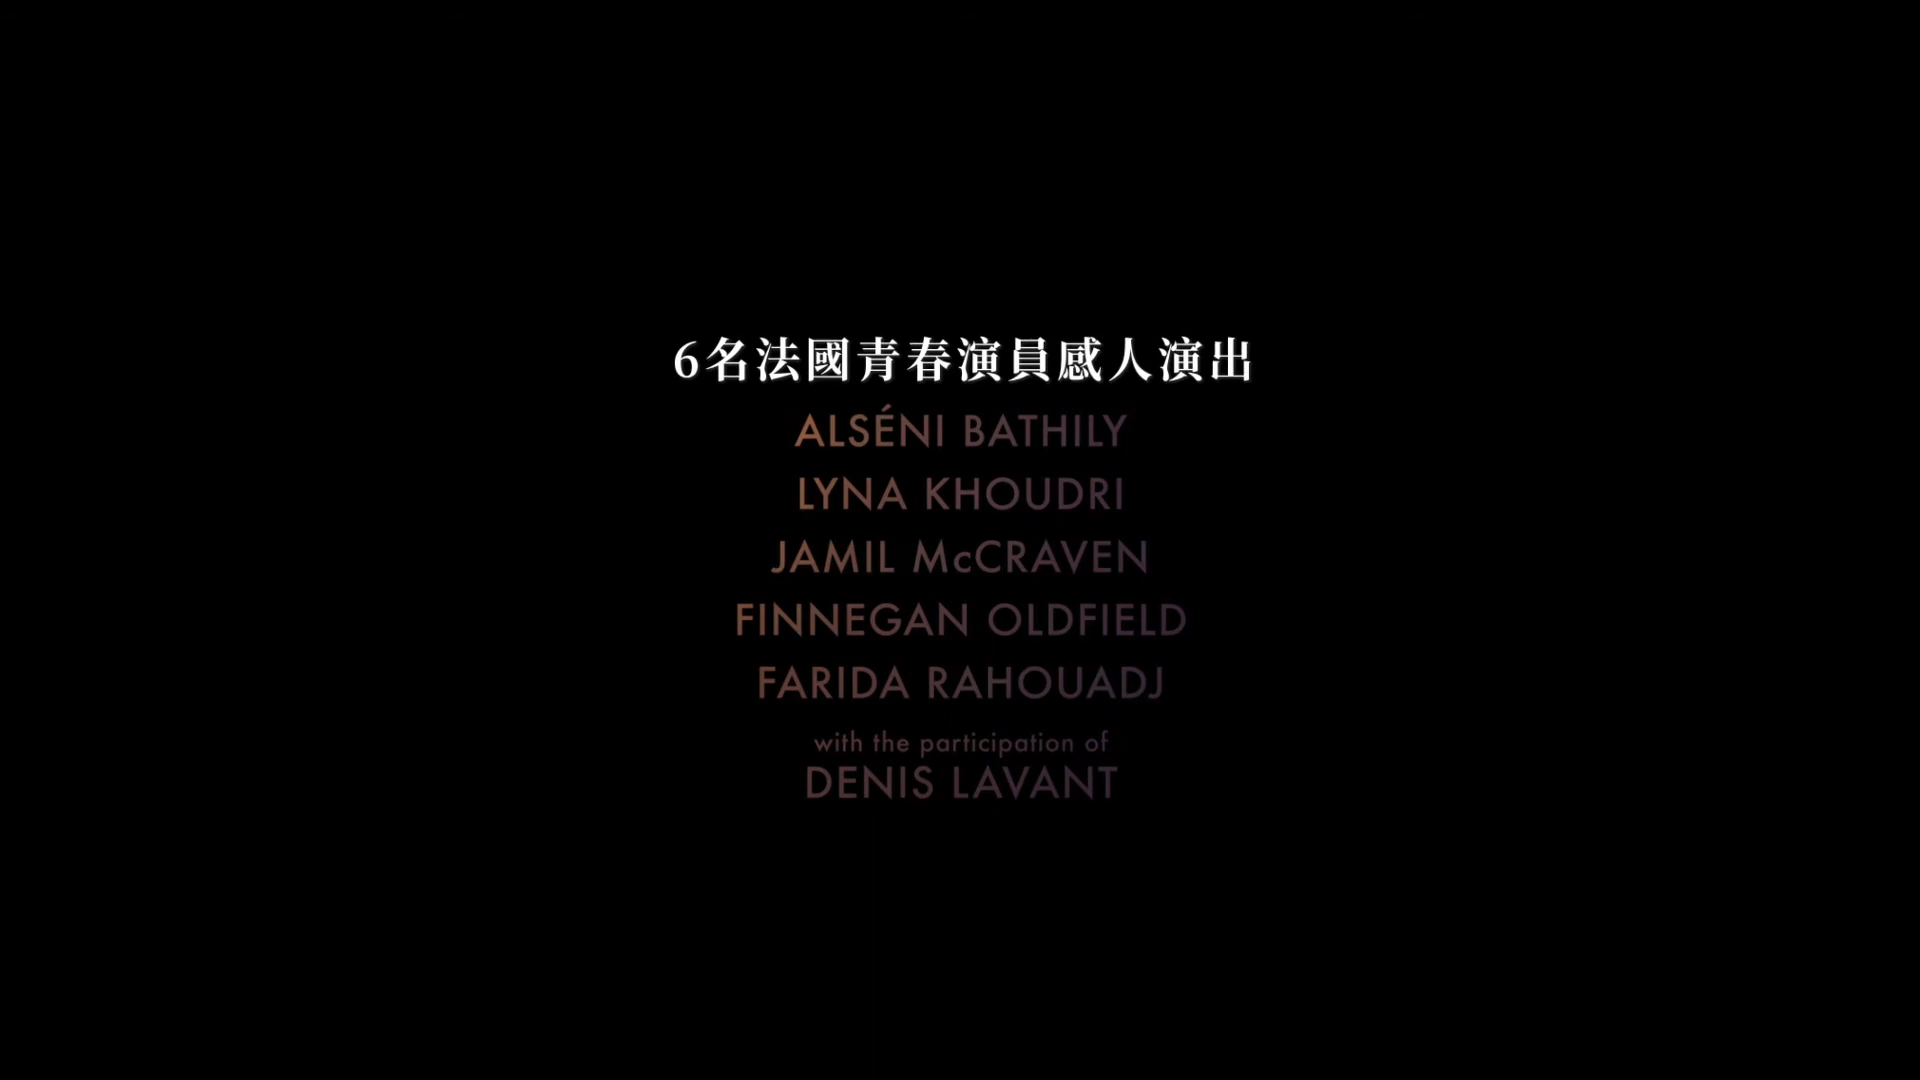 6名法國青春演員感人演出
ALSÉNI BATHILY
LYNA KHOUDRI
JAMIL McCRAVEN
FINNEGAN OLDFIELD
FARIDA RAHOUADJ
with the participation of
DENIS LAVANT